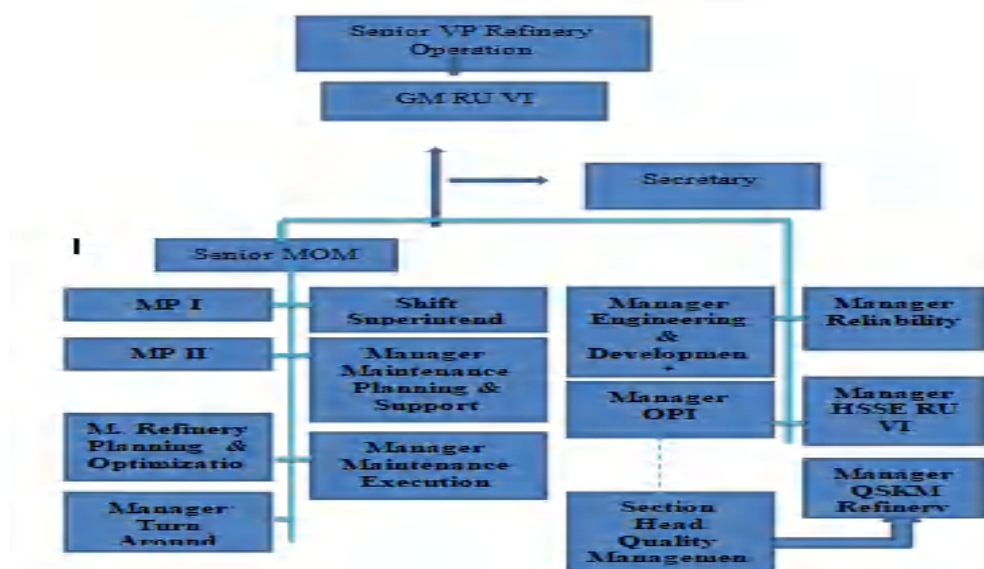 Senior VP Refinery
Operation
GM RU VI
Secretary
Senior MOM
MP I
Shift
Superintend
MP II
Manager
Maintenance
Planning &
Support
M. Refinery
Planning &
Optimizatio
Manager
Maintenance
Execution
Manager
Turn
Around
Manager
Engineering
&
Developmen
Manager
Reliability
Manager
OPI
Manager
HSSE RU
VI
Manager
QSKM
Refinery
Section
Head
Quality
Managemen